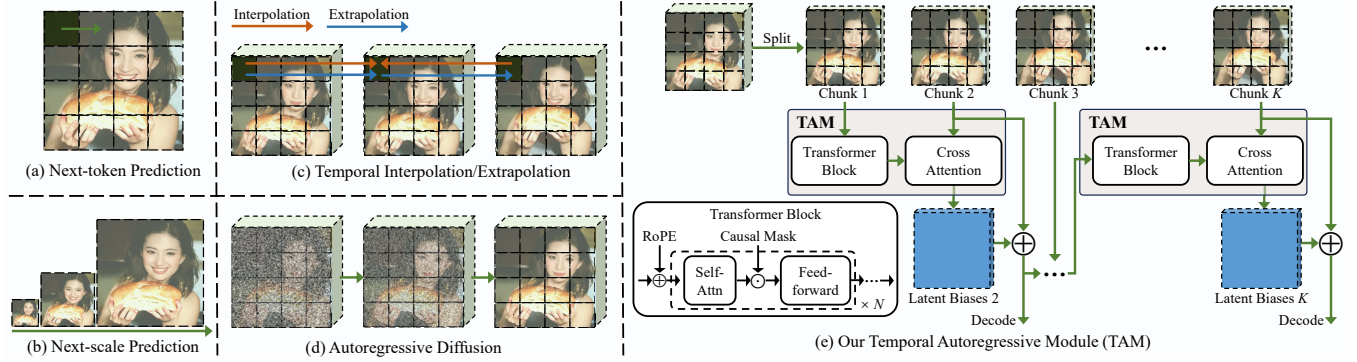 (a) Next-token Prediction
Interpolation
Extrapolation
(c) Temporal Interpolation/Extrapolation
(b) Next-scale Prediction
(d) Autoregressive Diffusion
Split
Chunk 1
Chunk 2
Chunk 3
...
Chunk K
TAM
Transformer
Block
Cross
Attention
TAM
Transformer
Block
Cross
Attention
Transformer Block
RoPE
Causal Mask
Self-
Attn
Feed-
forward
× N
Latent Biases 2
Decode
Latent Biases K
Decode
(e) Our Temporal Autoregressive Module (TAM)